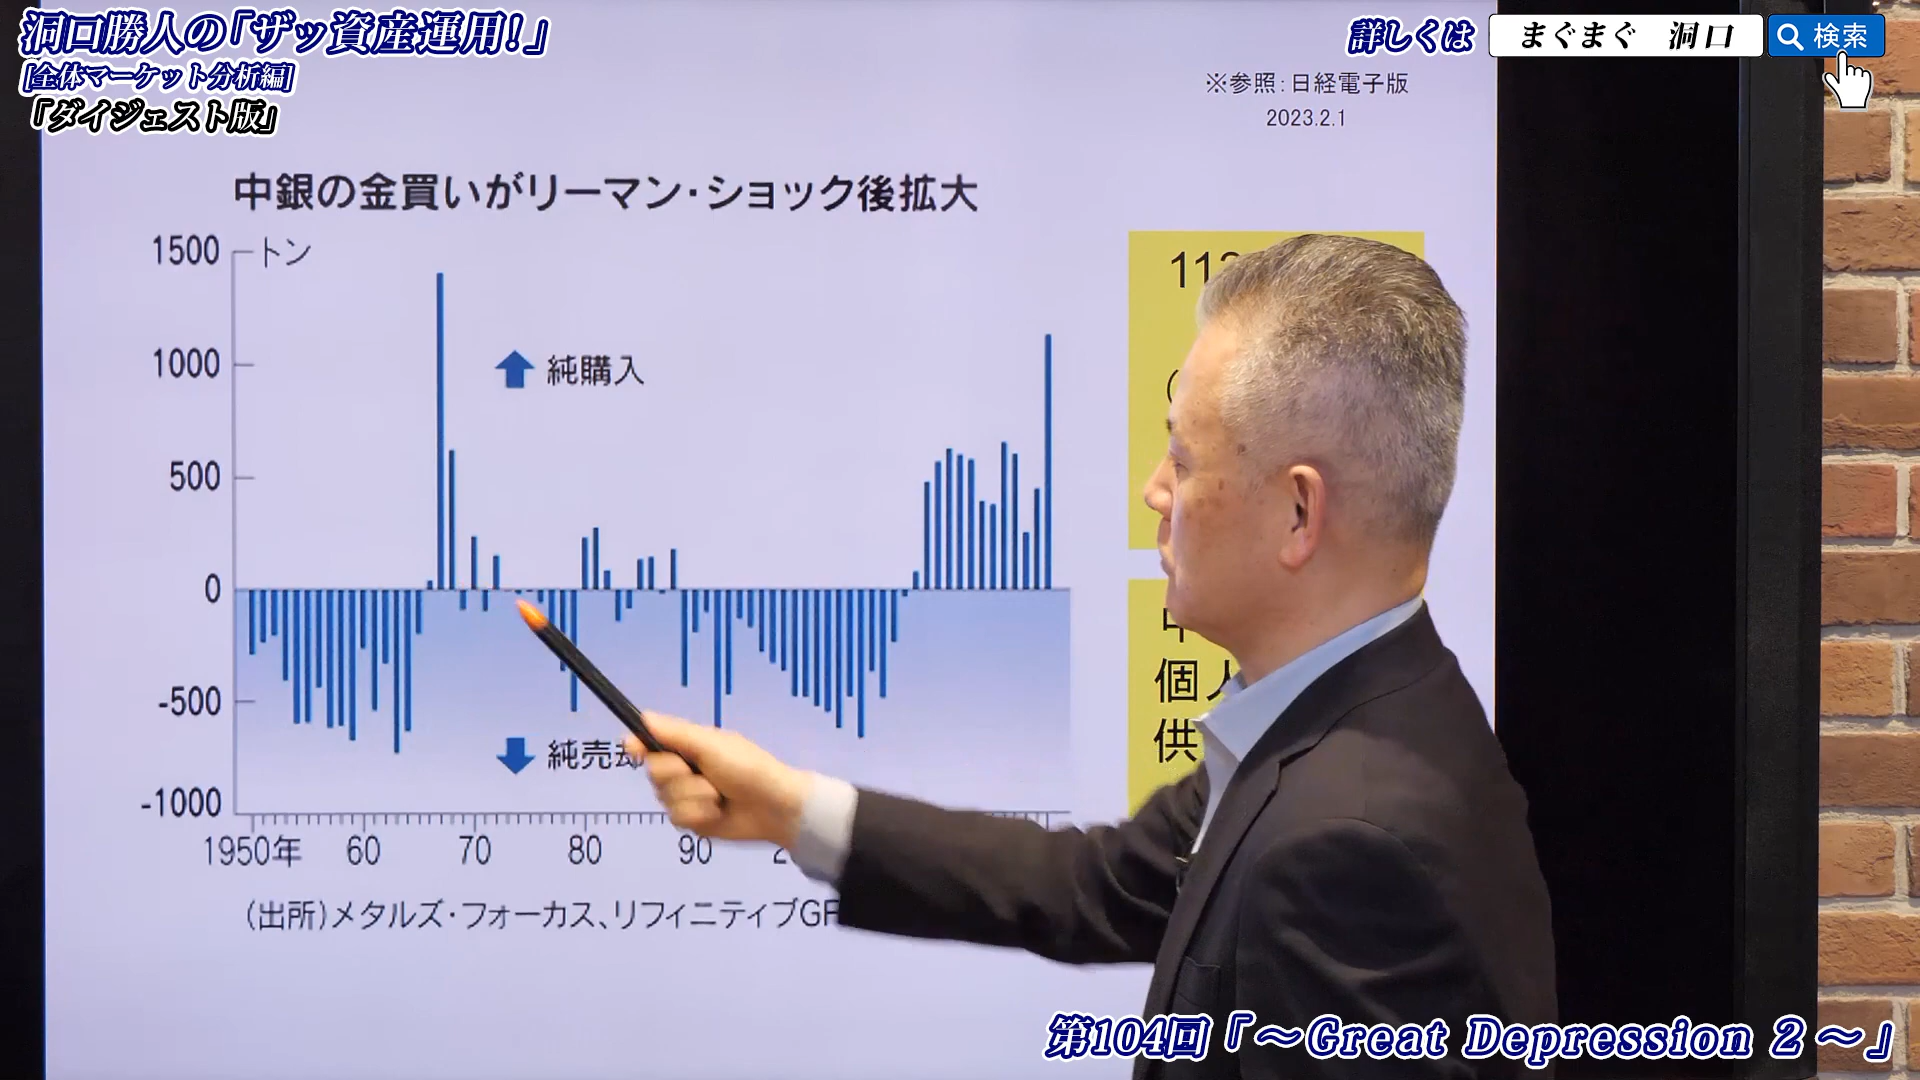 洞口勝人の「ザッ資産運用!」
[全体マーケット分析編]
「ダイジェスト版」
詳しくは まぐまぐ 洞口 検索
※参照：日経電子版
2023.2.1
中銀の金買いがリーマン・ショック後拡大
1500 トン
1000
500
0
-500
-1000
純購入
純売却
1950年 60 70 80 90
(出所)メタルズ・フォーカス、リフィニティブGF
11
個人
供
第104回「～Great Depression 2～」